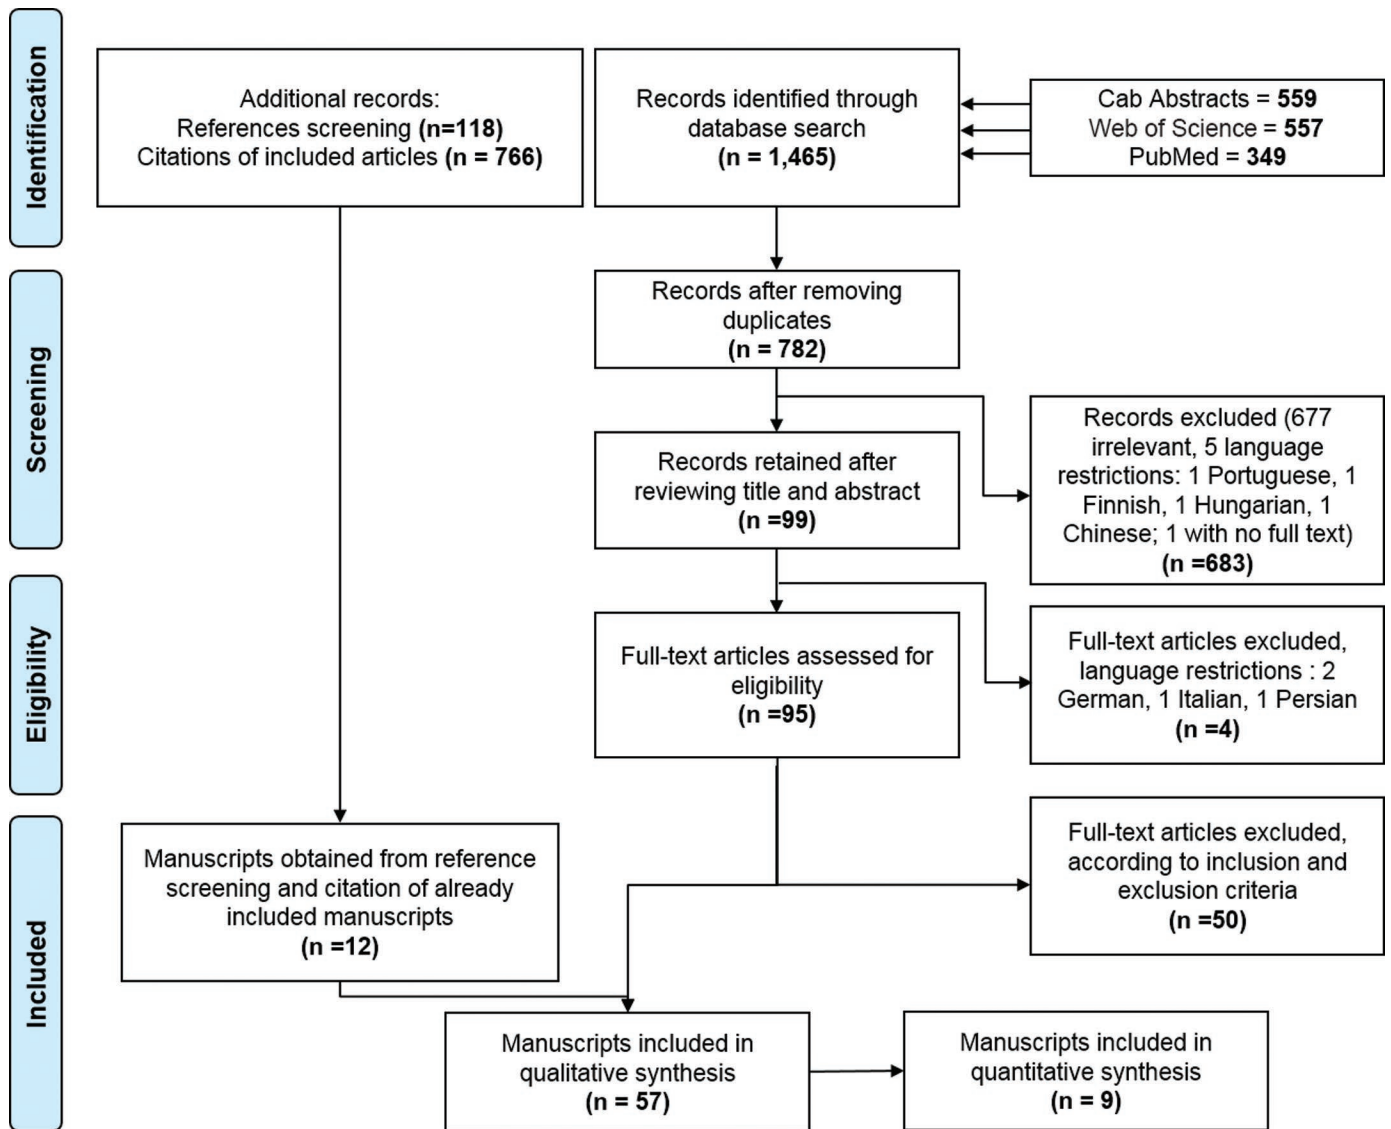 Identification
Additional records:
References screening (n=118)
Citations of included articles (n = 766)
Records identified through
database search
(n = 1,465)
Cab Abstracts = 559
Web of Science = 557
PubMed = 349
Screening
Records after removing
duplicates
(n = 782)
Records retained after
reviewing title and abstract
(n =99)
Records excluded (677
irrelevant, 5 language
restrictions: 1 Portuguese, 1
Finnish, 1 Hungarian, 1
Chinese; 1 with no full text)
(n =683)
Eligibility
Full-text articles assessed for
eligibility
(n =95)
Full-text articles excluded,
language restrictions : 2
German, 1 Italian, 1 Persian
(n =4)
Included
Manuscripts obtained from reference
screening and citation of already
included manuscripts
(n =12)
Full-text articles excluded,
according to inclusion and
exclusion criteria
(n =50)
Manuscripts included in
qualitative synthesis
(n = 57)
Manuscripts included in
quantitative synthesis
(n = 9)